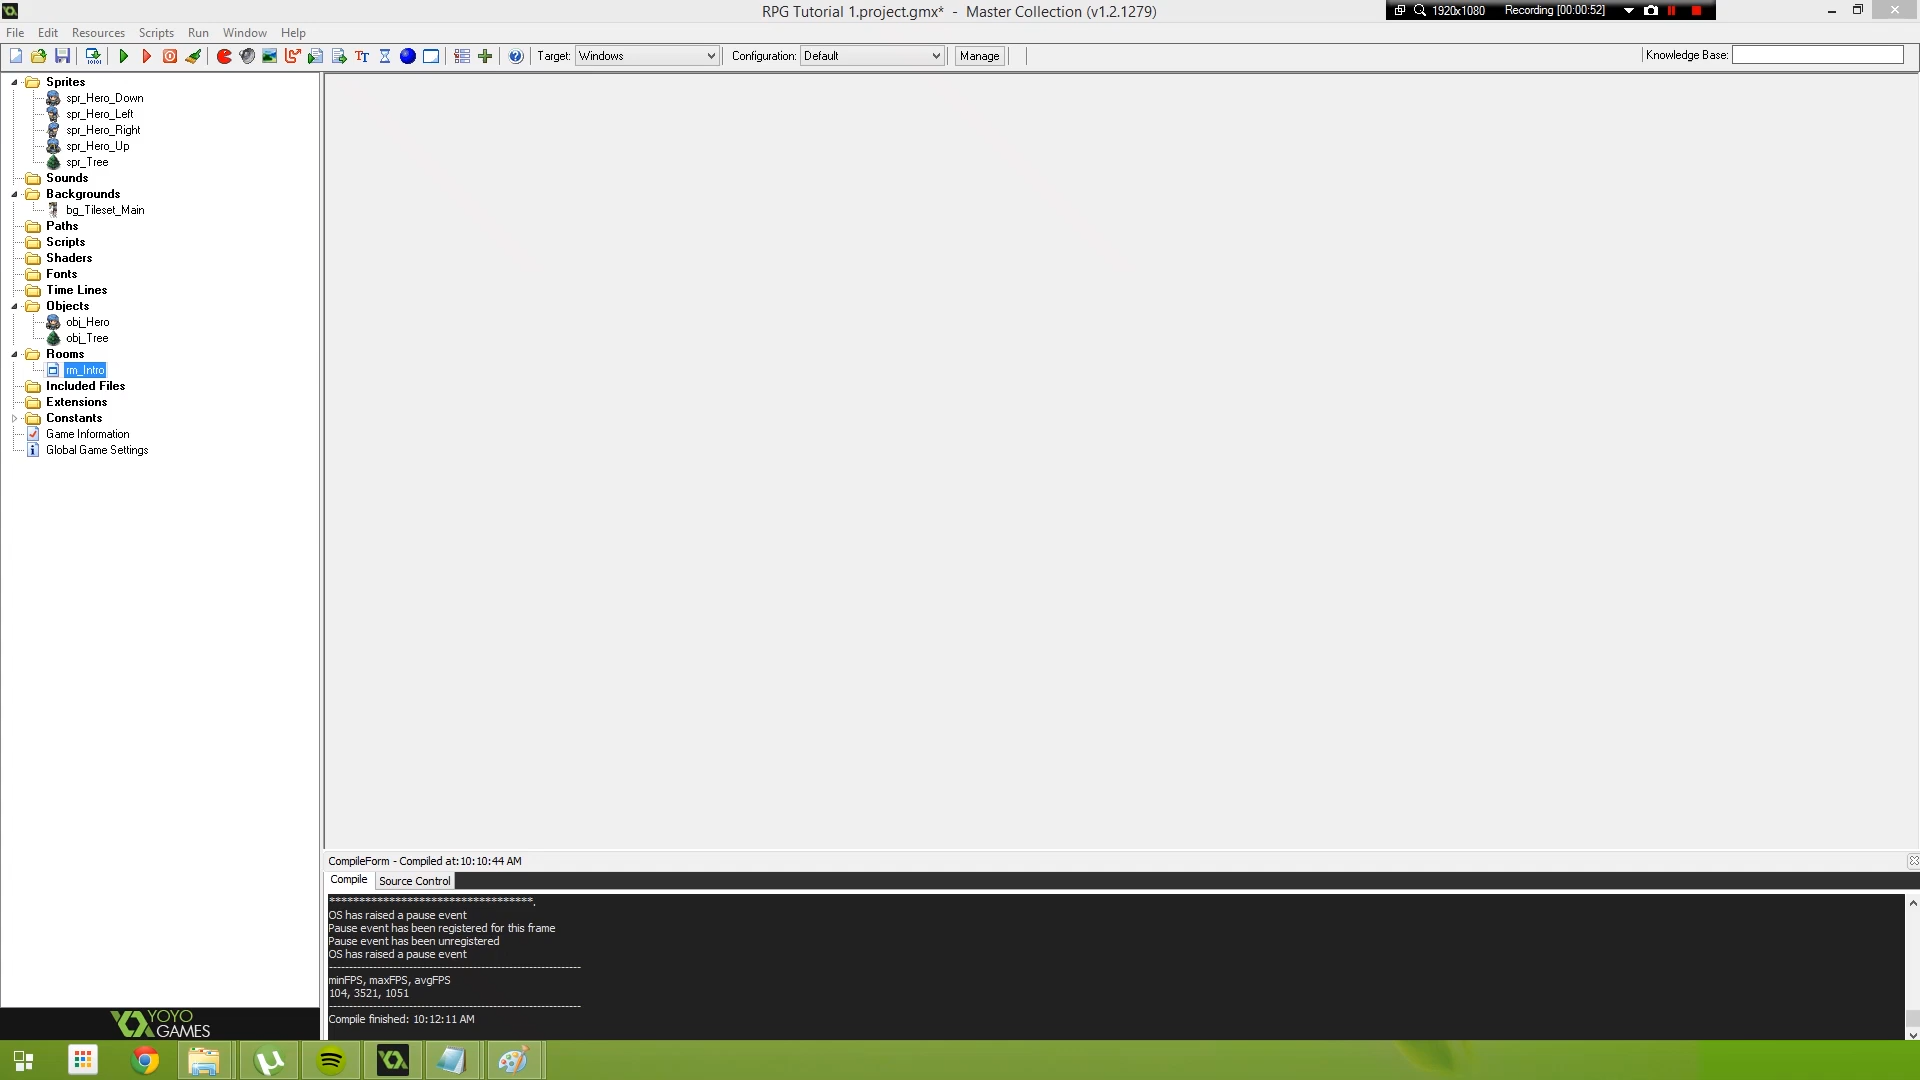 RPG Tutorial 1.project.gmx* - Master Collection (v1.2.1279)
1920x1080 Recording [00:00:52]
File Edit Resources Scripts Run Window Help
Target: Windows Configuration: Default Manage Knowledge Base:
Sprites
spr_Hero_Down
spr_Hero_Left
spr_Hero_Right
spr_Hero_Up
spr_Tree
Sounds
Backgrounds
bg_Tileset_Main
Paths
Scripts
Shaders
Fonts
Time Lines
Objects
obj_Hero
obj_Tree
Rooms
rm_Intro
Included Files
Extensions
Constants
Game Information
Global Game Settings
YOYO
GAMES
CompileForm - Compiled at:10:10:44 AM
Compile Source Control
***********************************.
OS has raised a pause event
Pause event has been registered for this frame
Pause event has been unregistered
OS has raised a pause event
---------------------------------------------------------------
minFPS, maxFPS, avgFPS
104, 3521, 1051
---------------------------------------------------------------
Compile finished: 10:12:11 AM